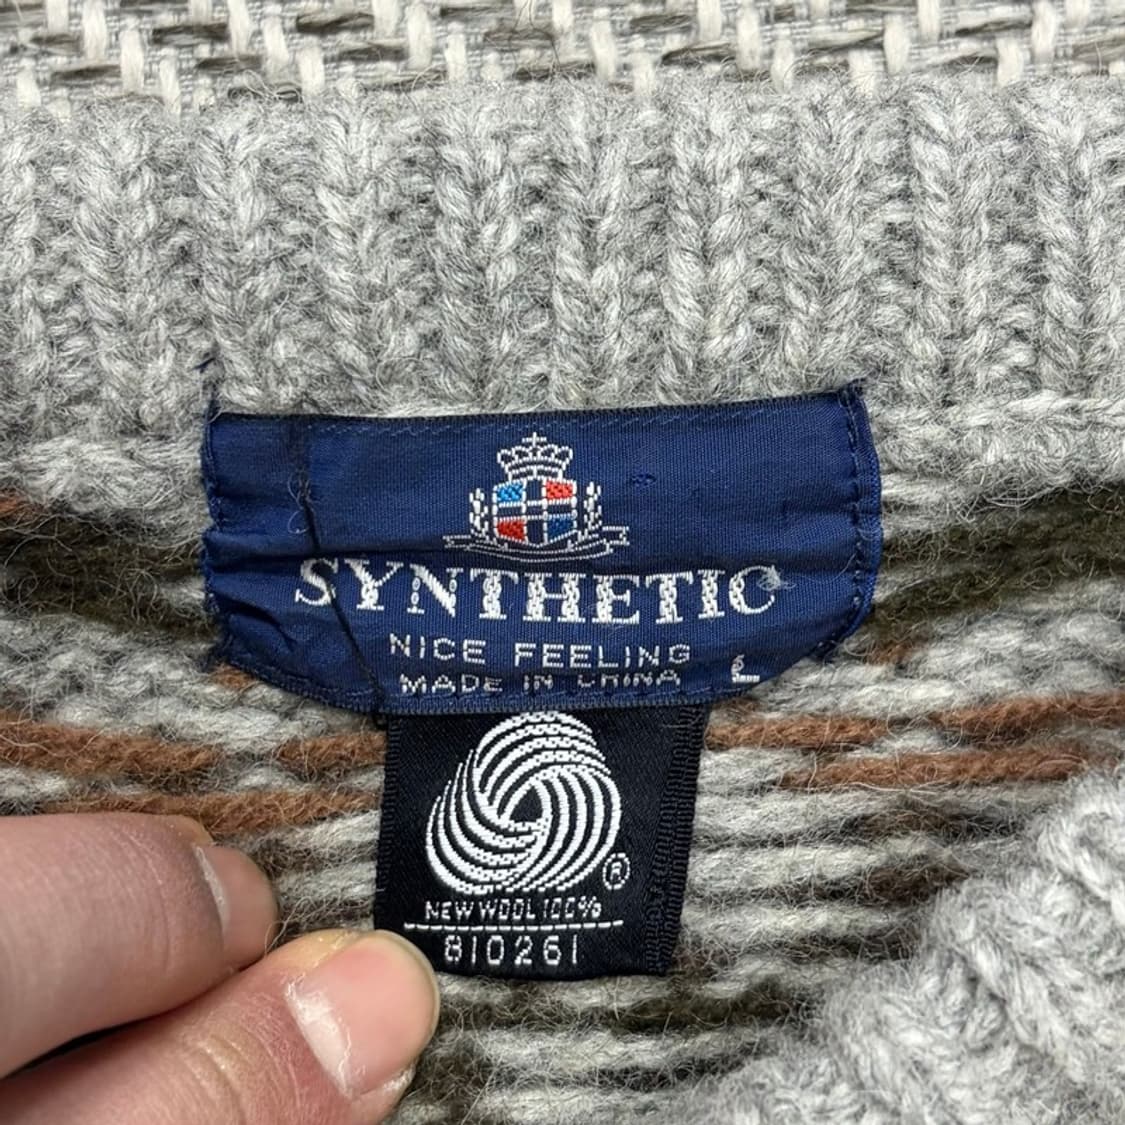 SYNTHETIC
NICE FEELING
MADE IN CHINA
L
®
NEW WOOL 100%
810261